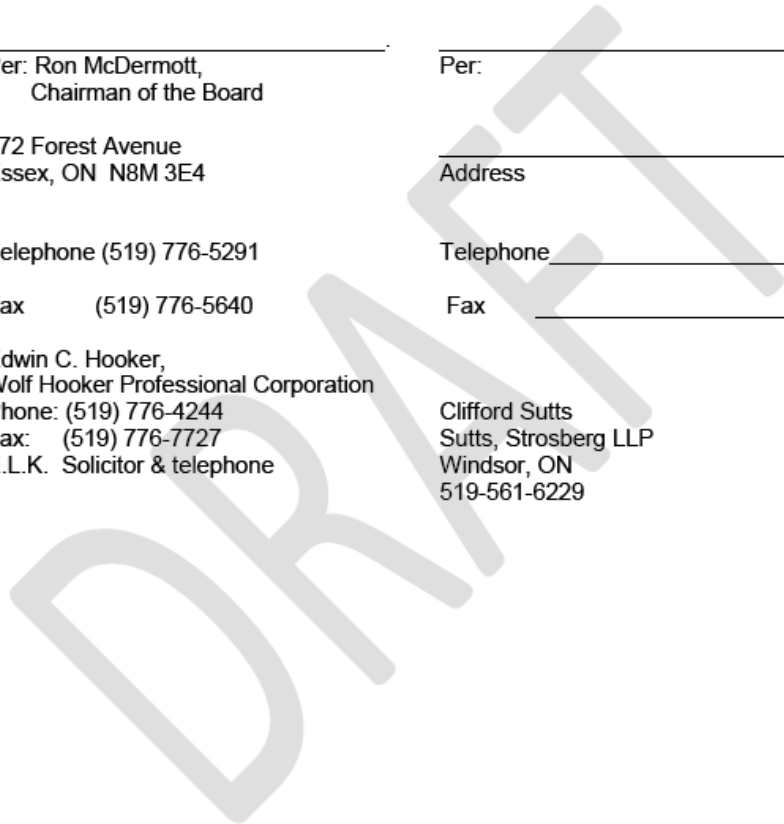 er: Ron McDermott,
Chairman of the Board
72 Forest Avenue
ssex, ON N8M 3E4
elephone (519) 776-5291
ax (519) 776-5640
dwin C. Hooker,
Wolf Hooker Professional Corporation
hone: (519) 776-4244
ax: (519) 776-7727
.L.K. Solicitor & telephone
Per:
Address
Telephone
Fax
Clifford Sutts
Sutts, Strosberg LLP
Windsor, ON
519-561-6229
DRAFT